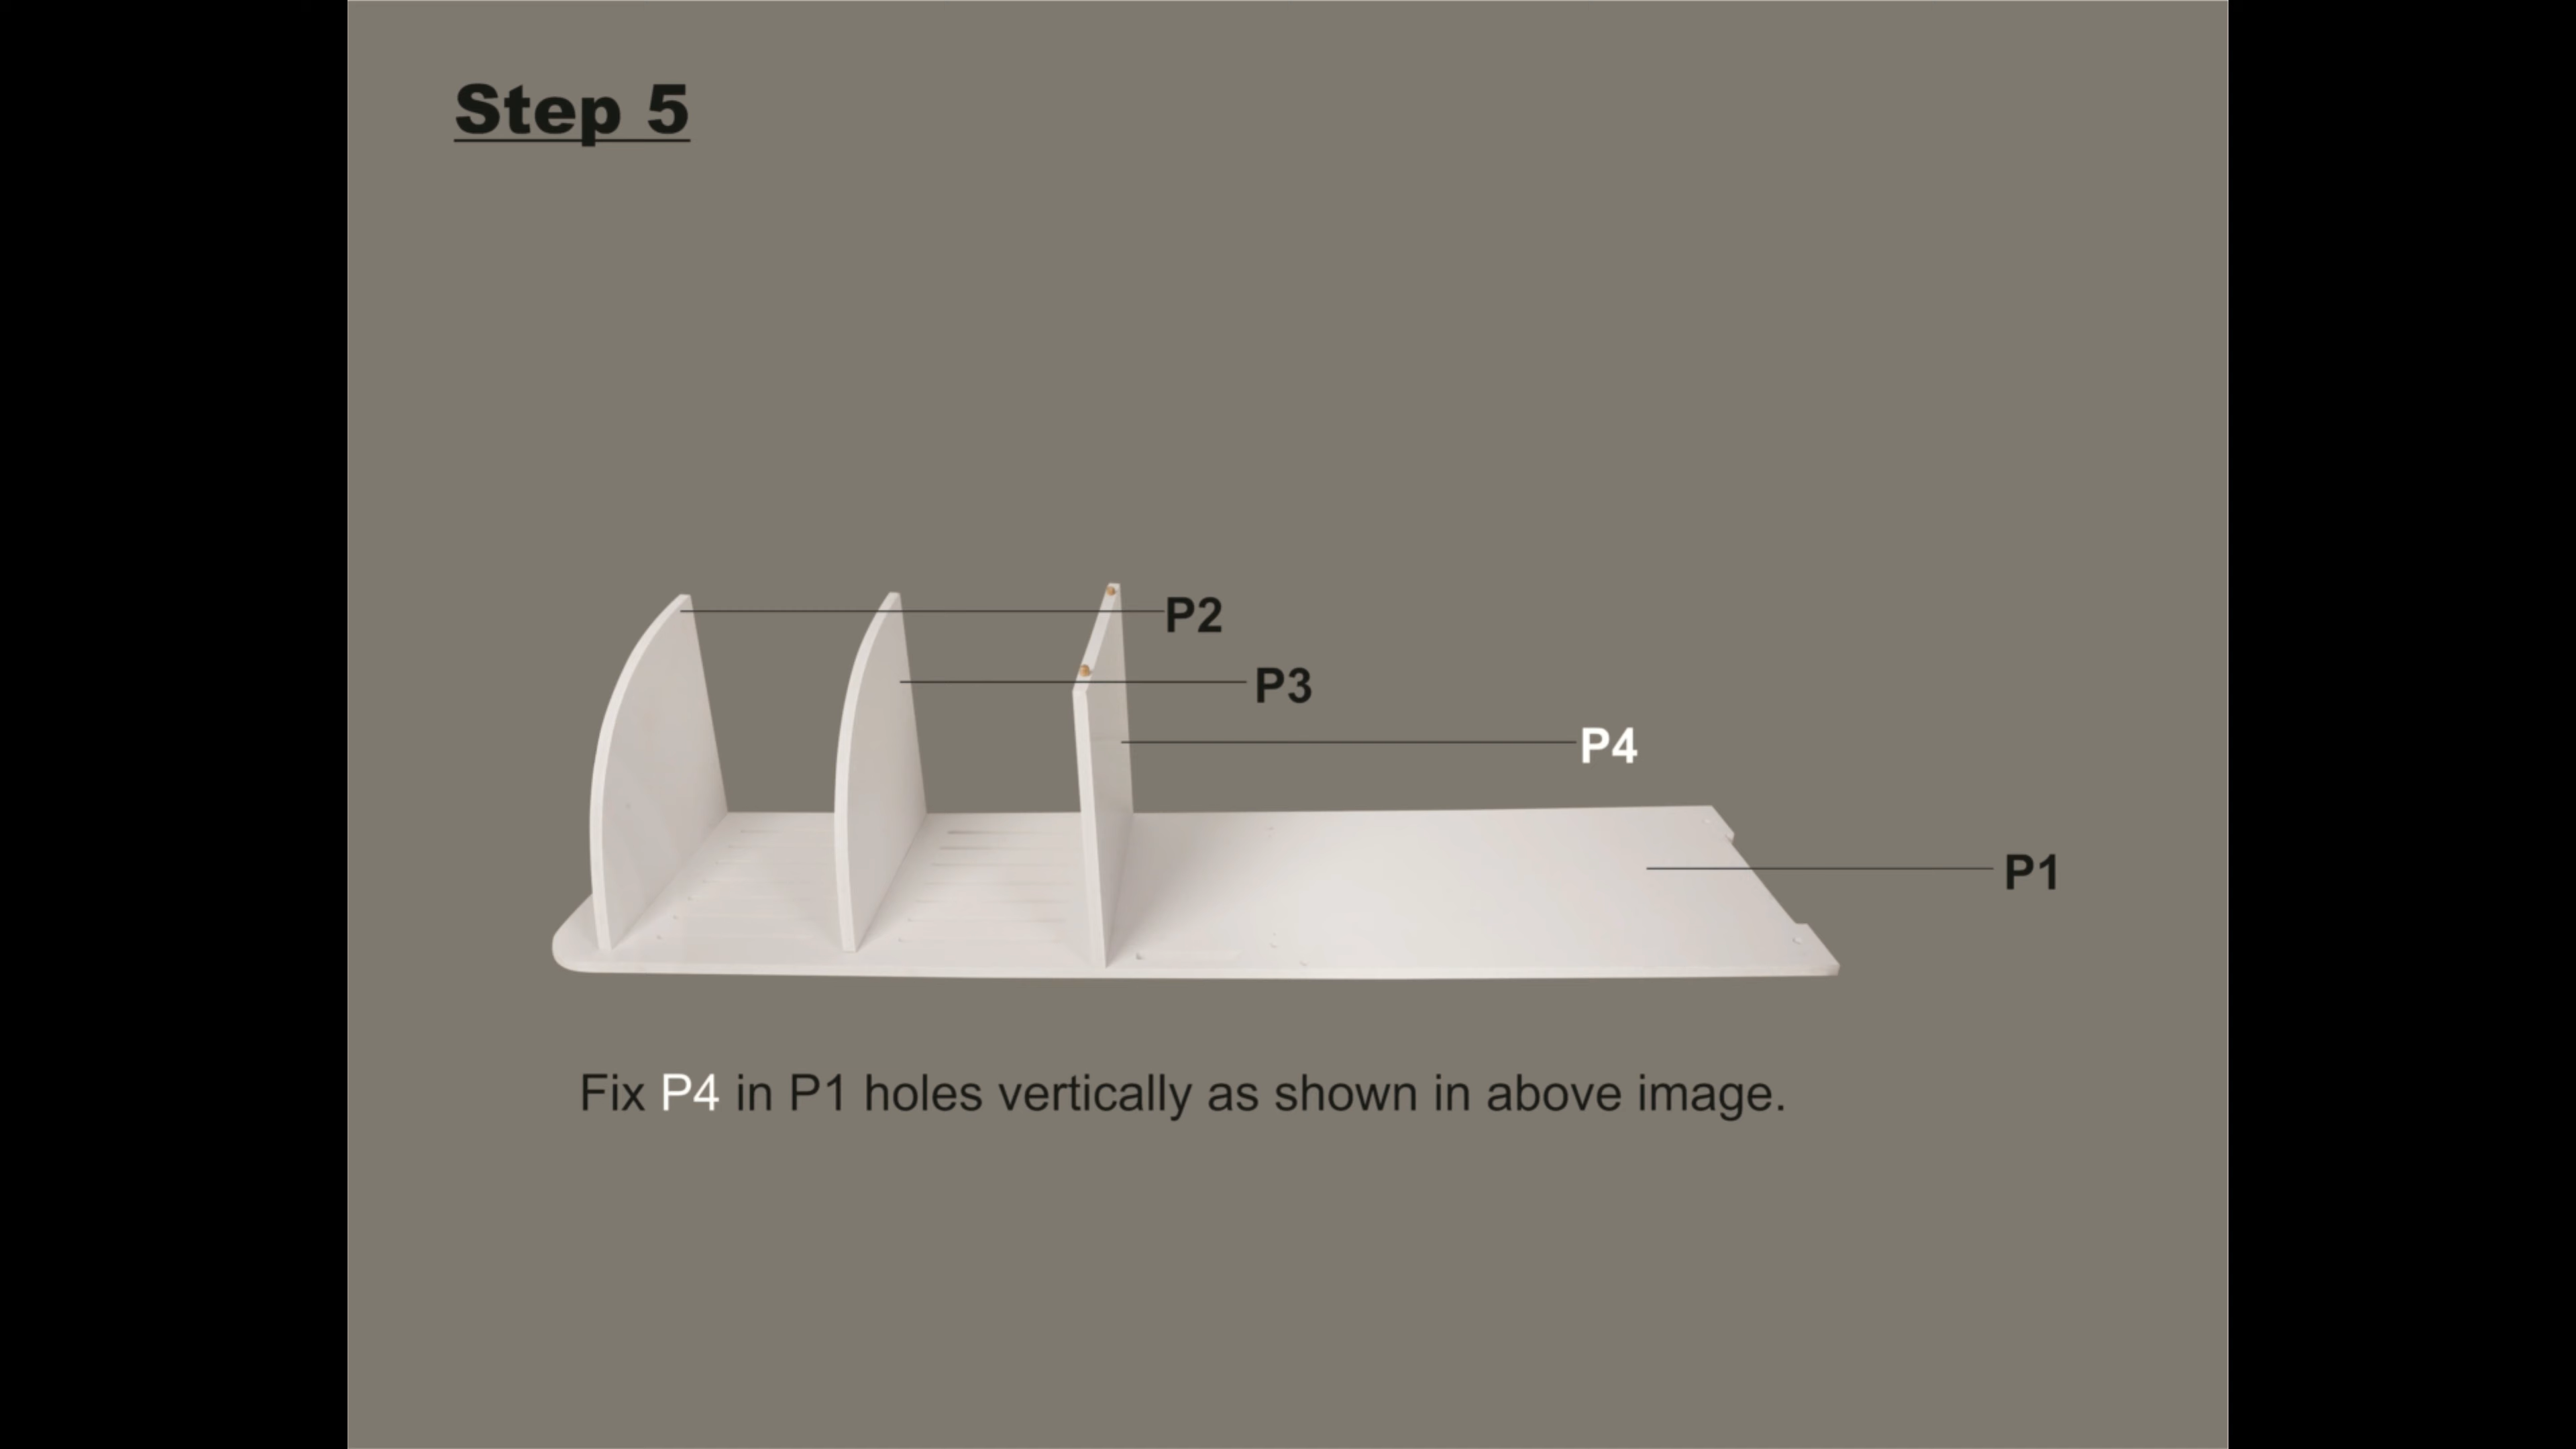 Step 5
P2
P3
P4
P1
Fix P4 in P1 holes vertically as shown in above image.